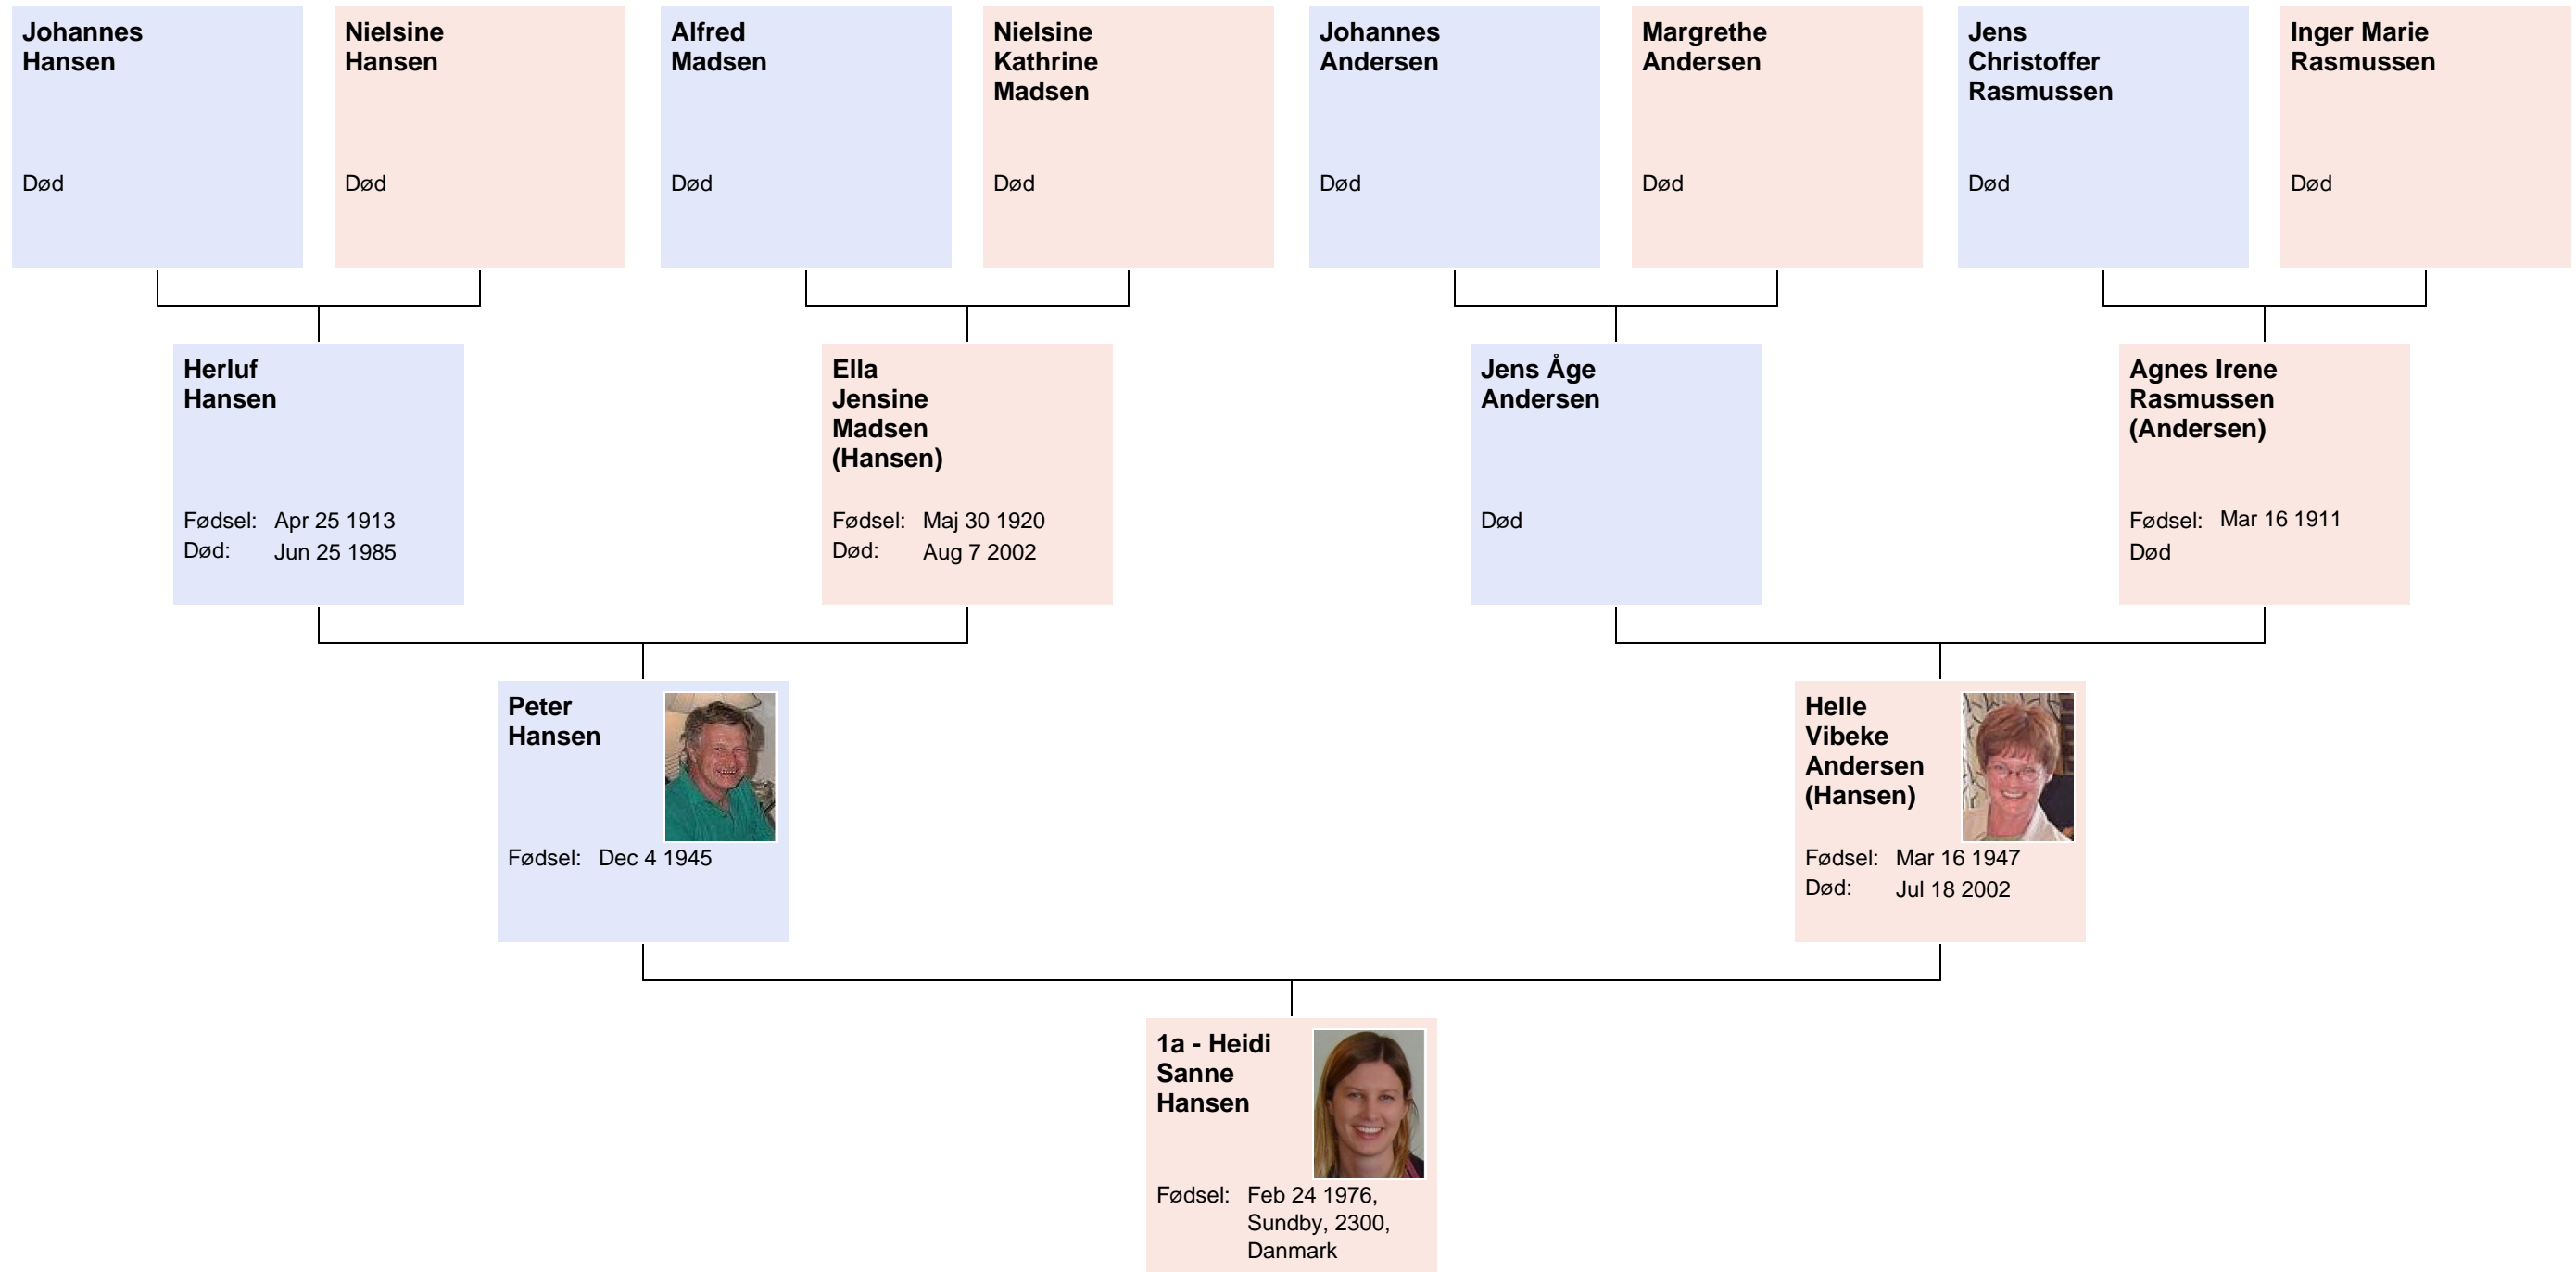 Johannes
Hansen
Død
Nielsine
Hansen
Død
Alfred
Madsen
Død
Nielsine
Kathrine
Madsen
Død
Johannes
Andersen
Død
Margrethe
Andersen
Død
Jens
Christoffer
Rasmussen
Død
Inger Marie
Rasmussen
Død
Herluf
Hansen
Fødsel: Apr 25 1913
Død: Jun 25 1985
Ella
Jensine
Madsen
(Hansen)
Fødsel: Maj 30 1920
Død: Aug 7 2002
Jens Åge
Andersen
Død
Agnes Irene
Rasmussen
(Andersen)
Fødsel: Mar 16 1911
Død
Peter
Hansen
Fødsel: Dec 4 1945
Helle
Vibeke
Andersen
(Hansen)
Fødsel: Mar 16 1947
Død: Jul 18 2002
1a - Heidi
Sanne
Hansen
Fødsel: Feb 24 1976,
Sundby, 2300,
Danmark